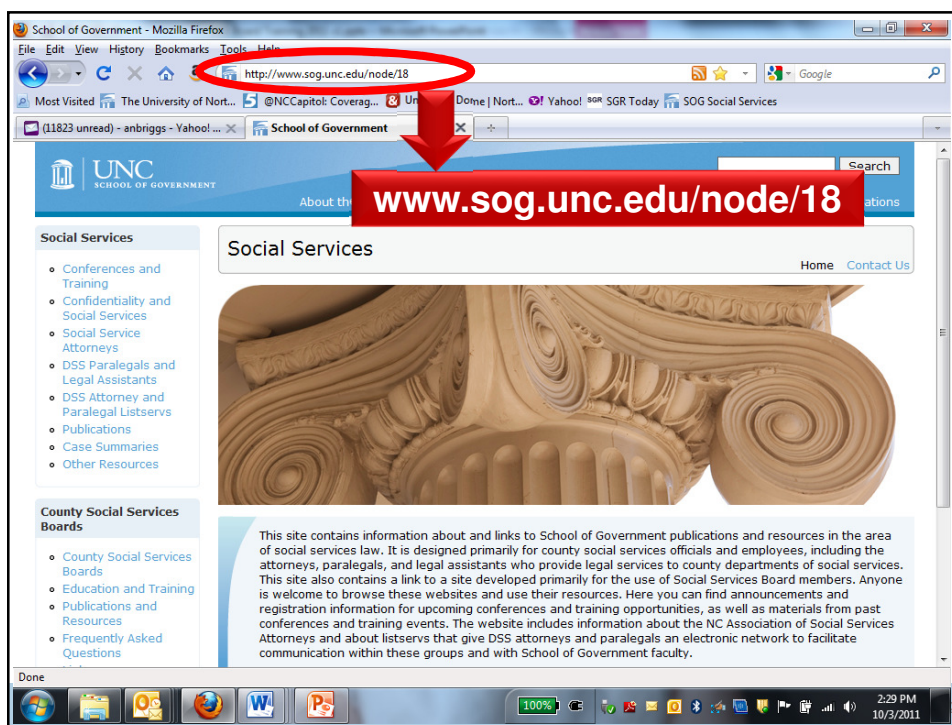 School of Government - Mozilla Firefox
File Edit View History Bookmarks Tools Help
http://www.sog.unc.edu/node/18
Google
Most Visited The University of Nort... @NCCapitol: Coverag... Dome | Nort... Yahoo! SGR SGR Today SOG Social Services
(11823 unread) - anbriggs - Yahoo! ... School of Government
UNC
SCHOOL OF GOVERNMENT
Search
About
www.sog.unc.edu/node/18
Social Services
Conferences and
Training
Confidentiality and
Social Services
Social Service
Attorneys
DSS Paralegals and
Legal Assistants
DSS Attorney and
Paralegal Listservs
Publications
Case Summaries
Other Resources
County Social Services
Boards
County Social Services
Boards
Education and Training
Publications and
Resources
Frequently Asked
Questions
Social Services
Home Contact Us
This site contains information about and links to School of Government publications and resources in the area
of social services law. It is designed primarily for county social services officials and employees, including the
attorneys, paralegals, and legal assistants who provide legal services to county departments of social services.
This site also contains a link to a site developed primarily for the use of Social Services Board members. Anyone
is welcome to browse these websites and use their resources. Here you can find announcements and
registration information for upcoming conferences and training opportunities, as well as materials from past
conferences and training events. The website includes information about the NC Association of Social Services
Attorneys and about listservs that give DSS attorneys and paralegals an electronic network to facilitate
communication within these groups and with School of Government faculty.
Done
100%
2:29 PM
10/3/2011